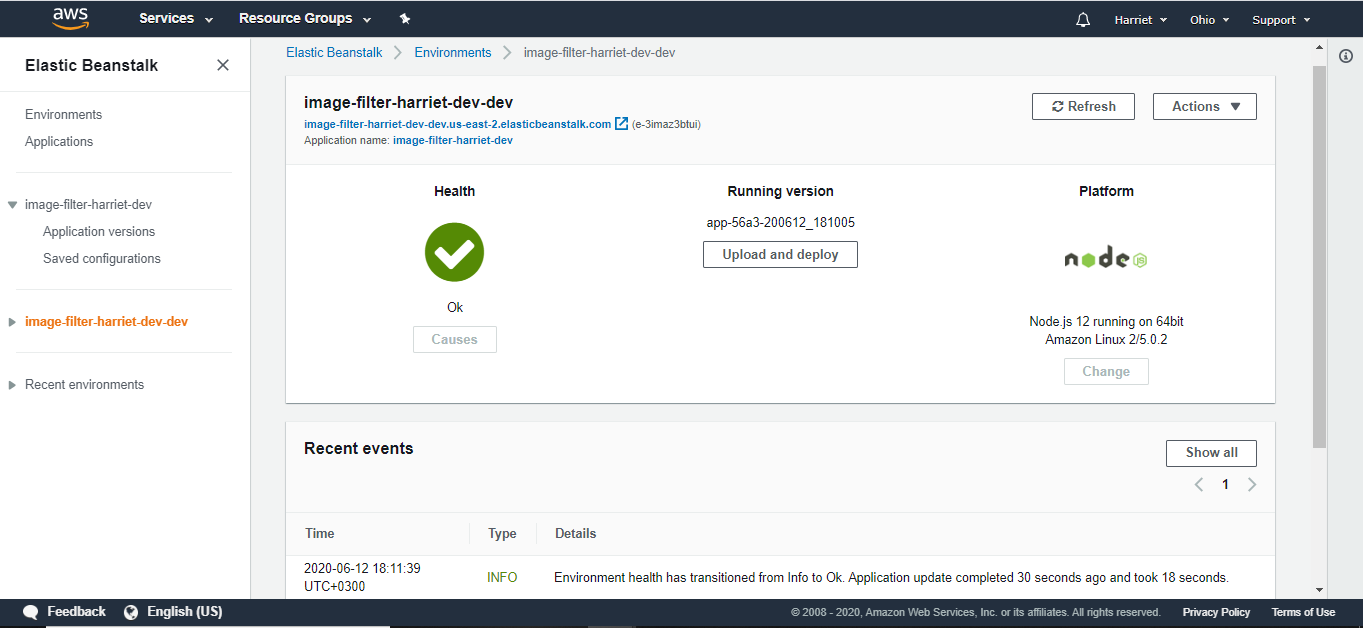 aws Services Resource Groups Harriet Ohio Support
Elastic Beanstalk
Environments
Applications
image-filter-harriet-dev
Application versions
Saved configurations
image-filter-harriet-dev-dev
Recent environments
Elastic Beanstalk Environments image-filter-harriet-dev-dev
image-filter-harriet-dev-dev
image-filter-harriet-dev-dev.us-east-2.elasticbeanstalk.com (e-3imaz3btui)
Application name: image-filter-harriet-dev
Refresh Actions
Health
Ok
Causes
Running version
app-56a3-200612_181005
Upload and deploy
Platform
node JS
Node.js 12 running on 64bit
Amazon Linux 2/5.0.2
Change
Recent events
Show all
1
Time Type Details
2020-06-12 18:11:39
UTC+0300
INFO
Environment health has transitioned from Info to Ok. Application update completed 30 seconds ago and took 18 seconds.
Feedback English (US) © 2008 - 2020, Amazon Web Services, Inc. or its affiliates. All rights reserved. Privacy Policy Terms of Use